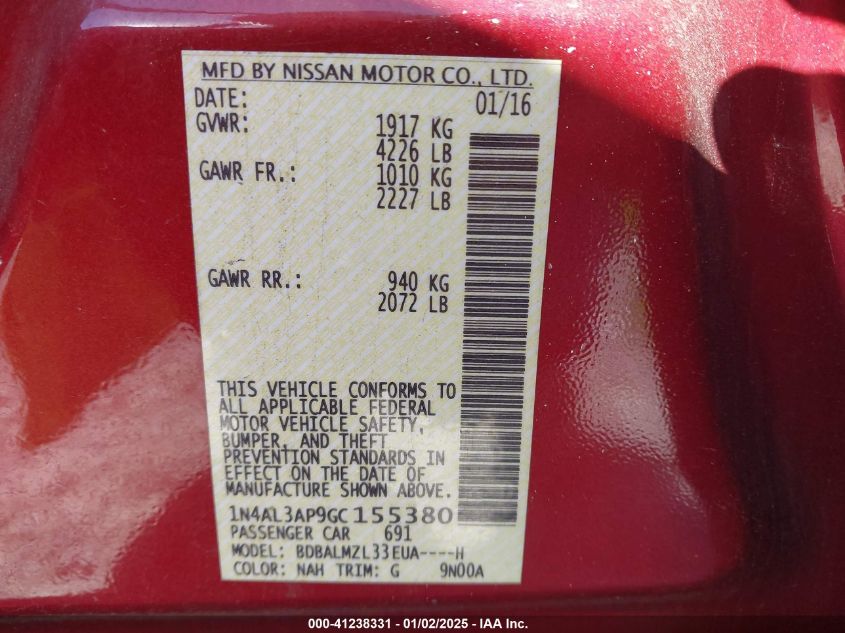 MFD BY NISSAN MOTOR CO., LTD.
DATE: 01/16
GVWR: 1917 KG
4226 LB
GAWR FR.: 1010 KG
2227 LB
GAWR RR.: 940 KG
2072 LB
THIS VEHICLE CONFORMS TO
ALL APPLICABLE FEDERAL
MOTOR VEHICLE SAFETY,
BUMPER, AND THEFT
PREVENTION STANDARDS IN
EFFECT ON THE DATE OF
MANUFACTURE SHOWN ABOVE.
1N4AL3AP9GC155380
PASSENGER CAR 691
MODEL: BDBALMZL33EUA----H
COLOR: NAH TRIM: G 9N00A
000-41238331 - 01/02/2025 - IAA Inc.